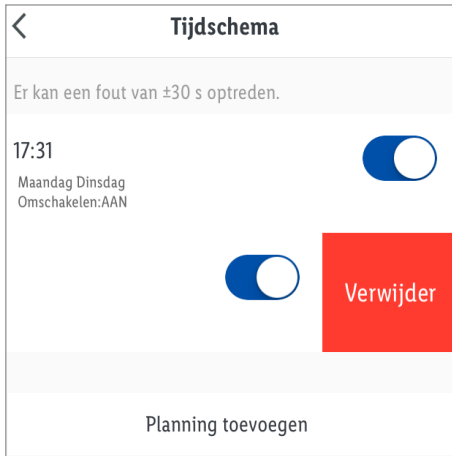 Tijdschema
Er kan een fout van ±30 s optreden.
17:31
Maandag Dinsdag
Omschakelen:AAN
Verwijder
Planning toevoegen